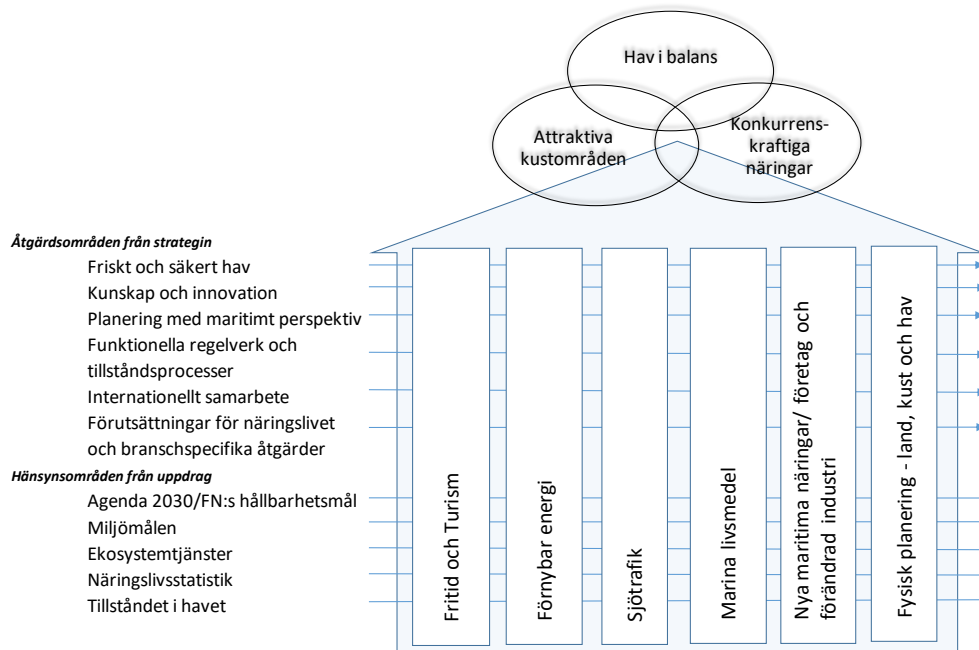 Hav i balans
Attraktiva
kustområden
Konkurrens-
kraftiga
näringar
Åtgärdsområden från strategin
Friskt och säkert hav
Kunskap och innovation
Planering med maritimt perspektiv
Funktionella regelverk och
tillståndsprocesser
Internationellt samarbete
Förutsättningar för näringslivet
och branschspecifika åtgärder
Hänsynsområden från uppdrag
Agenda 2030/FN:s hållbarhetsmål
Miljömålen
Ekosystemtjänster
Näringslivsstatistik
Tillståndet i havet
Fritid och Turism
Förnybar energi
Sjötrafik
Marina livsmedel
Nya maritima näringar/ företag och
förändrad industri
Fysisk planering - land, kust och hav